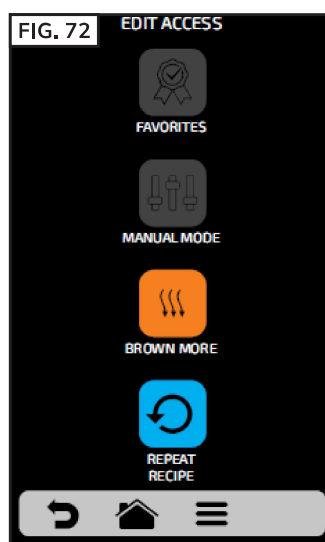 FIG. 72
EDIT ACCESS
FAVORITES
MANUAL MODE
BROWN MORE
REPEAT
RECIPE